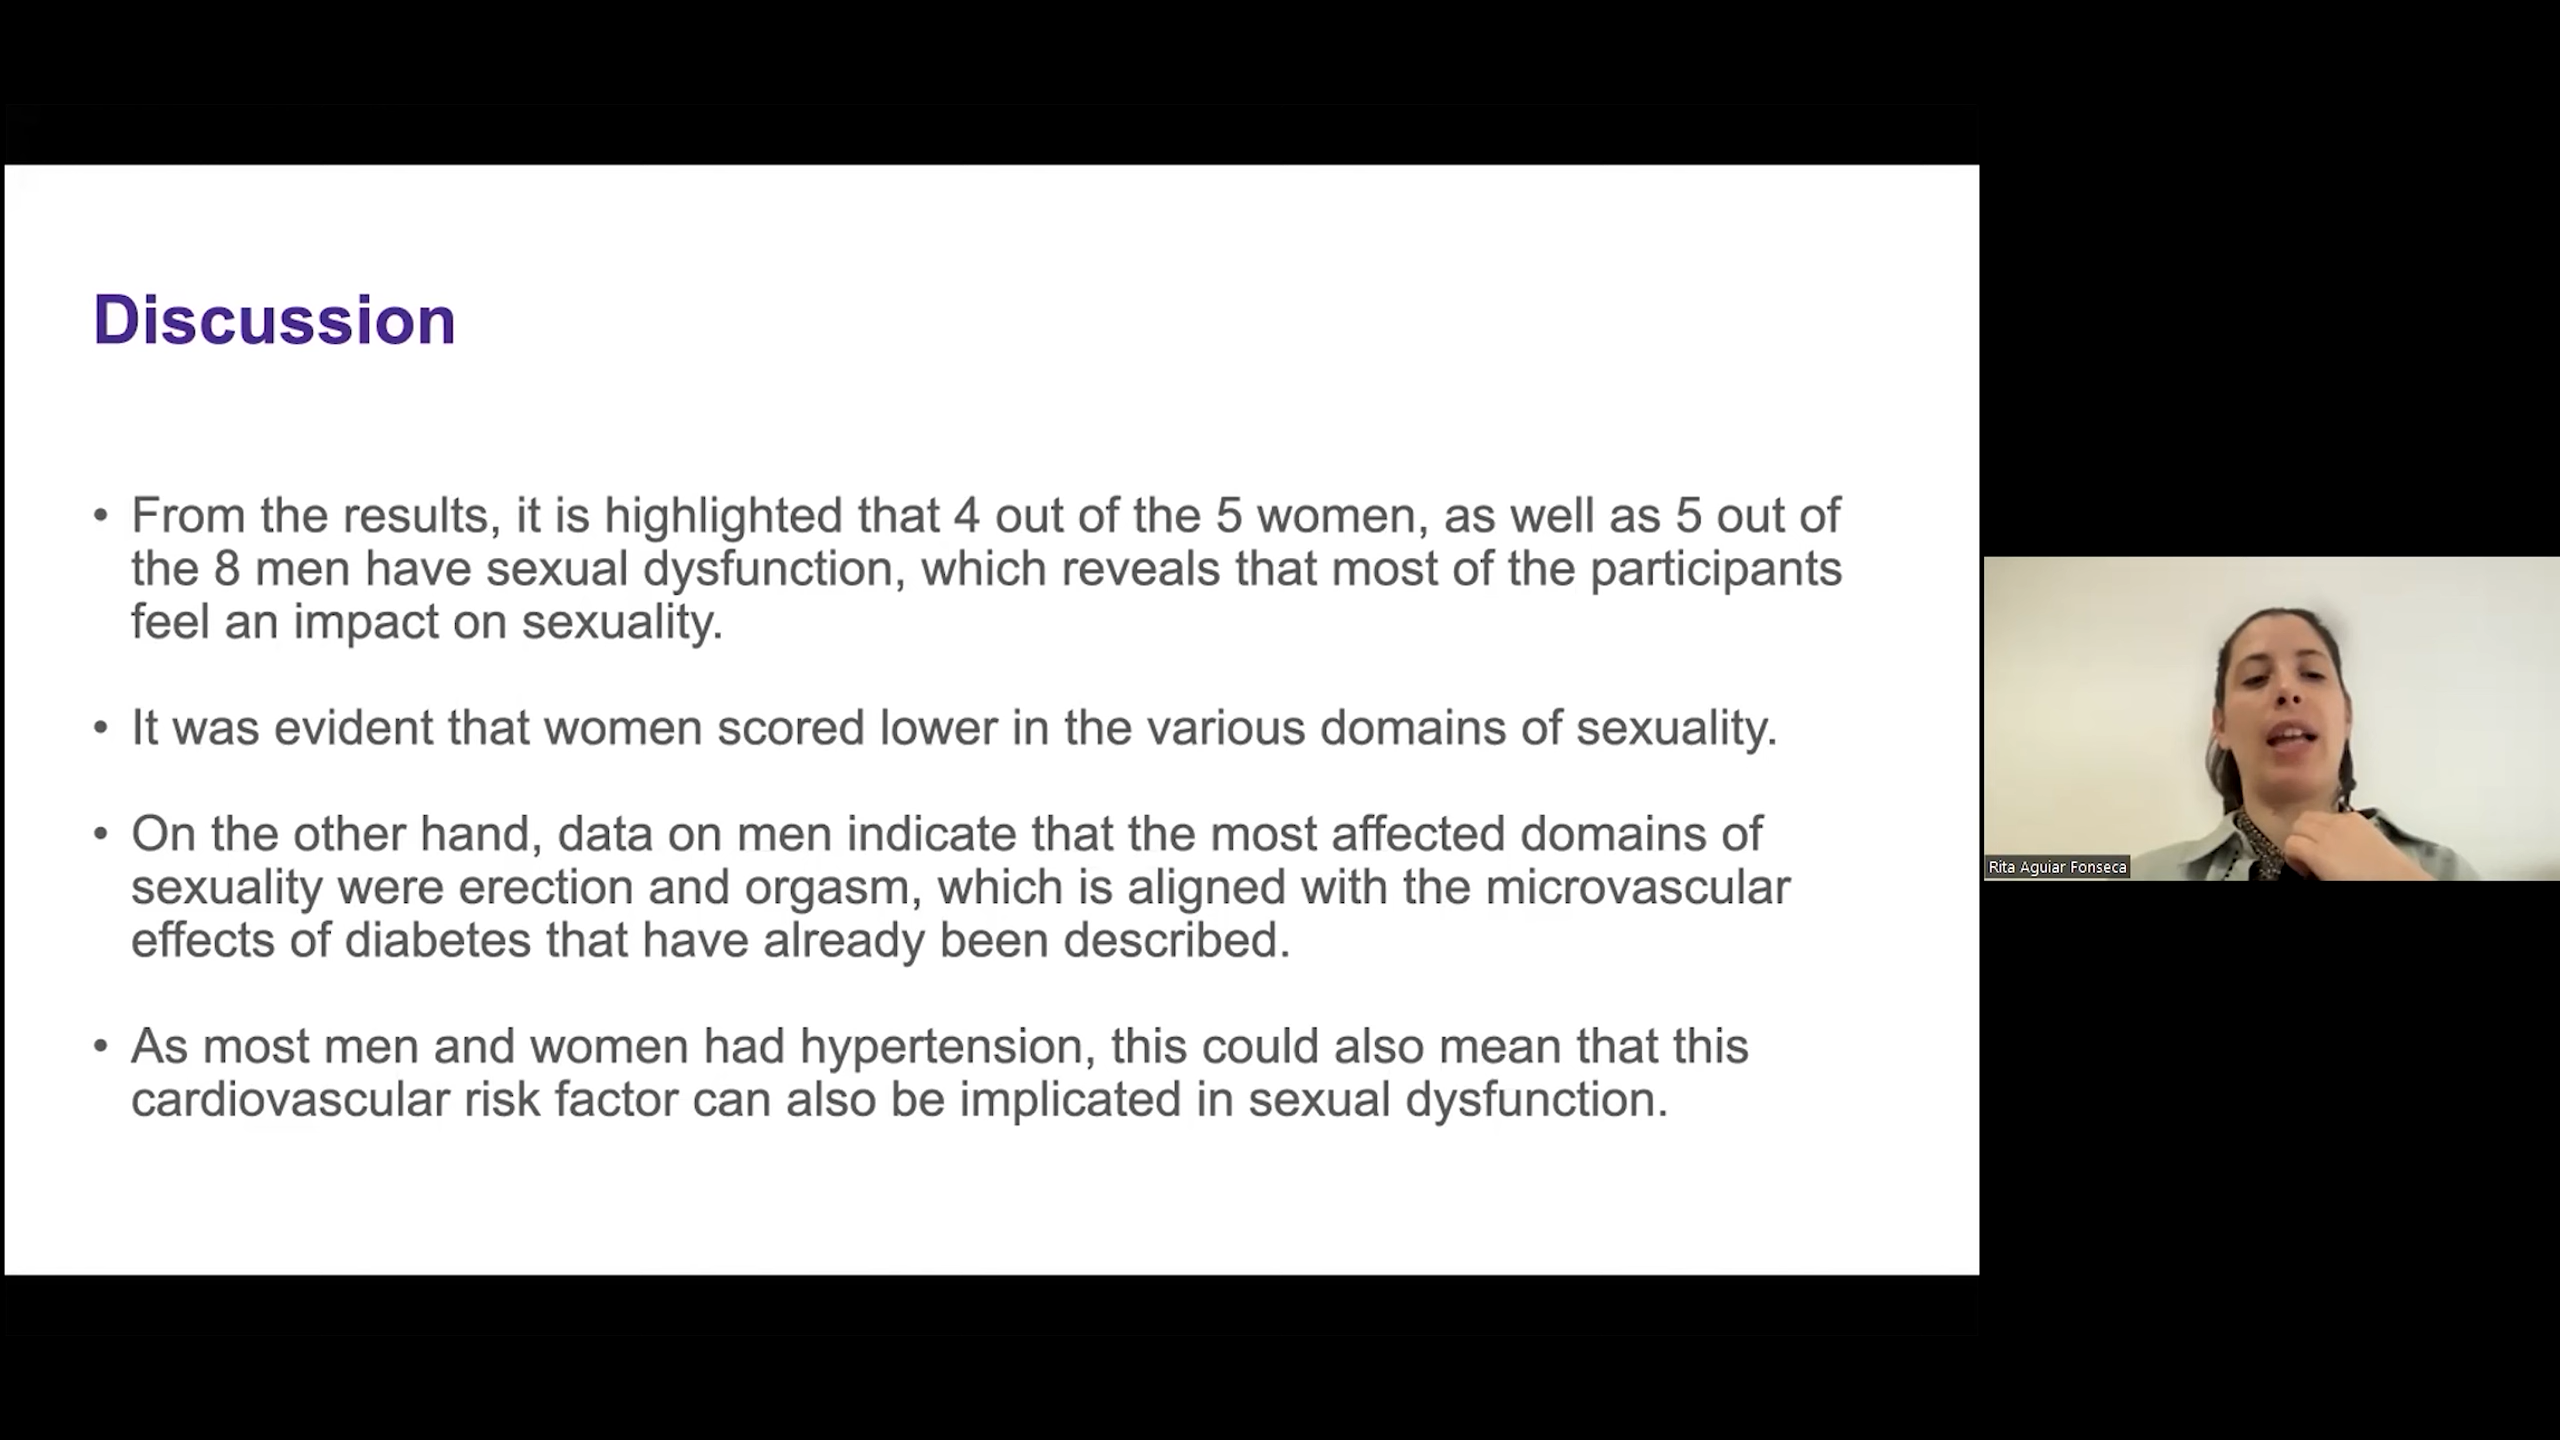 Discussion
• From the results, it is highlighted that 4 out of the 5 women, as well as 5 out of
the 8 men have sexual dysfunction, which reveals that most of the participants
feel an impact on sexuality.
• It was evident that women scored lower in the various domains of sexuality.
• On the other hand, data on men indicate that the most affected domains of
sexuality were erection and orgasm, which is aligned with the microvascular
effects of diabetes that have already been described.
• As most men and women had hypertension, this could also mean that this
cardiovascular risk factor can also be implicated in sexual dysfunction.
Rita Aguiar Fonseca